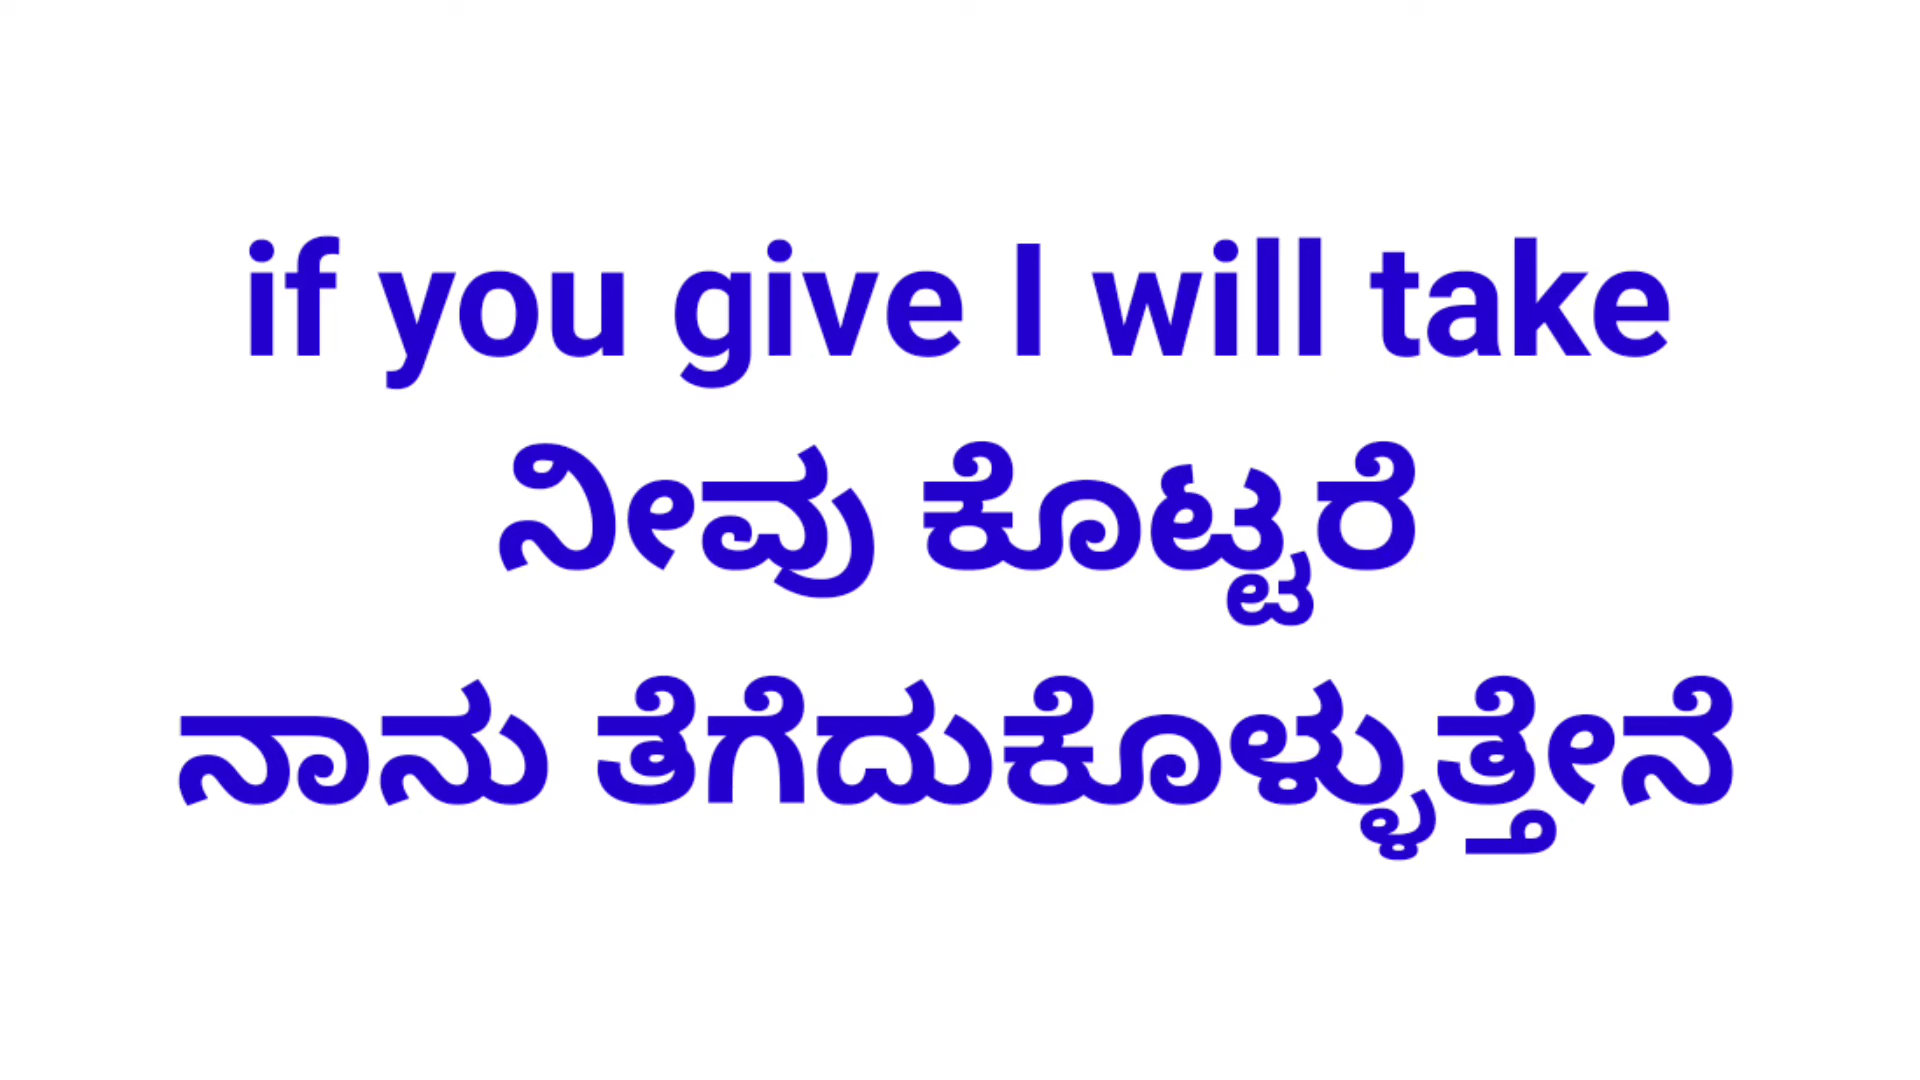 if you give I will take
ನೀವು ಕೊಟ್ಟರೆ
ನಾನು ತೆಗೆದುಕೊಳ್ಳುತ್ತೇನೆ